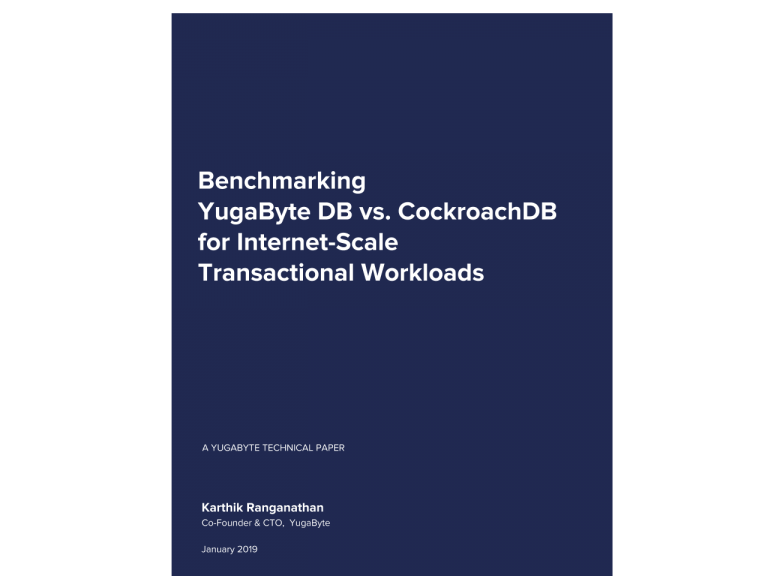 Benchmarking
YugaByte DB vs. CockroachDB
for Internet-Scale
Transactional Workloads
A YUGABYTE TECHNICAL PAPER
Karthik Ranganathan
Co-Founder & CTO, YugaByte
January 2019